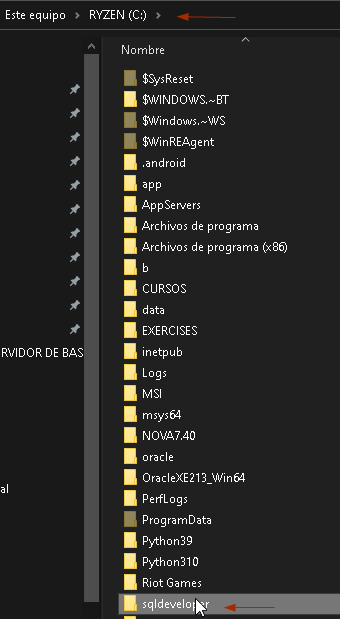 Este equipo > RYZEN (C:) >
Nombre
$SysReset
$WINDOWS.~BT
$Windows.~WS
$WinREAgent
.android
app
AppServers
Archivos de programa
Archivos de programa (x86)
b
CURSOS
data
EXERCISES
inetpub
RVIDOR DE BAS
Logs
MSI
msys64
NOVA7.40
oracle
OracleXE213_Win64
al
PerfLogs
ProgramData
Python39
Python310
Riot Games
sqldeveloper